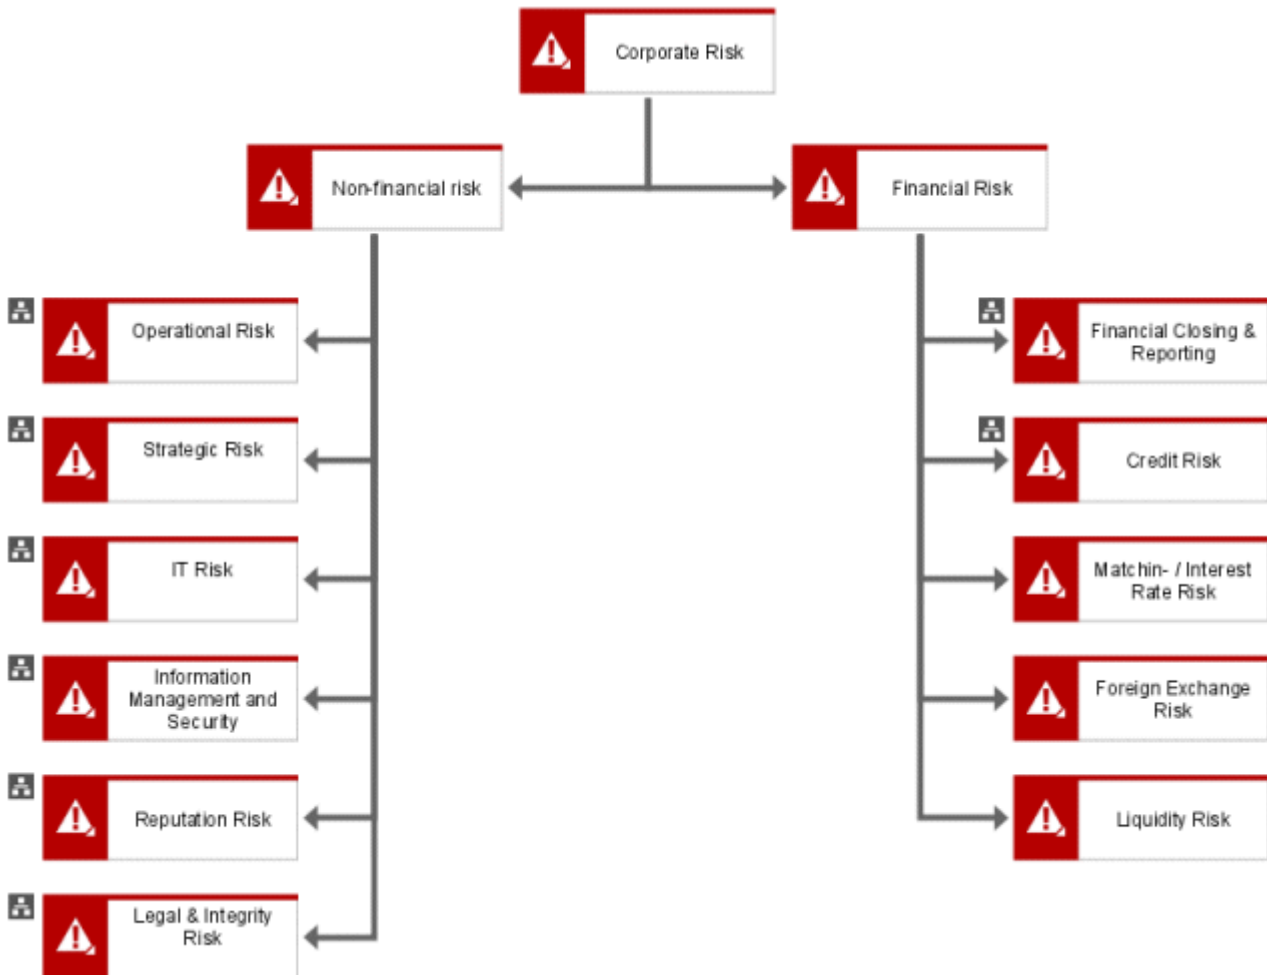 Corporate Risk
Non-financial risk
Financial Risk
Operational Risk
Strategic Risk
IT Risk
Information
Management and
Security
Reputation Risk
Legal & Integrity
Risk
Financial Closing &
Reporting
Credit Risk
Matchin- / Interest
Rate Risk
Foreign Exchange
Risk
Liquidity Risk